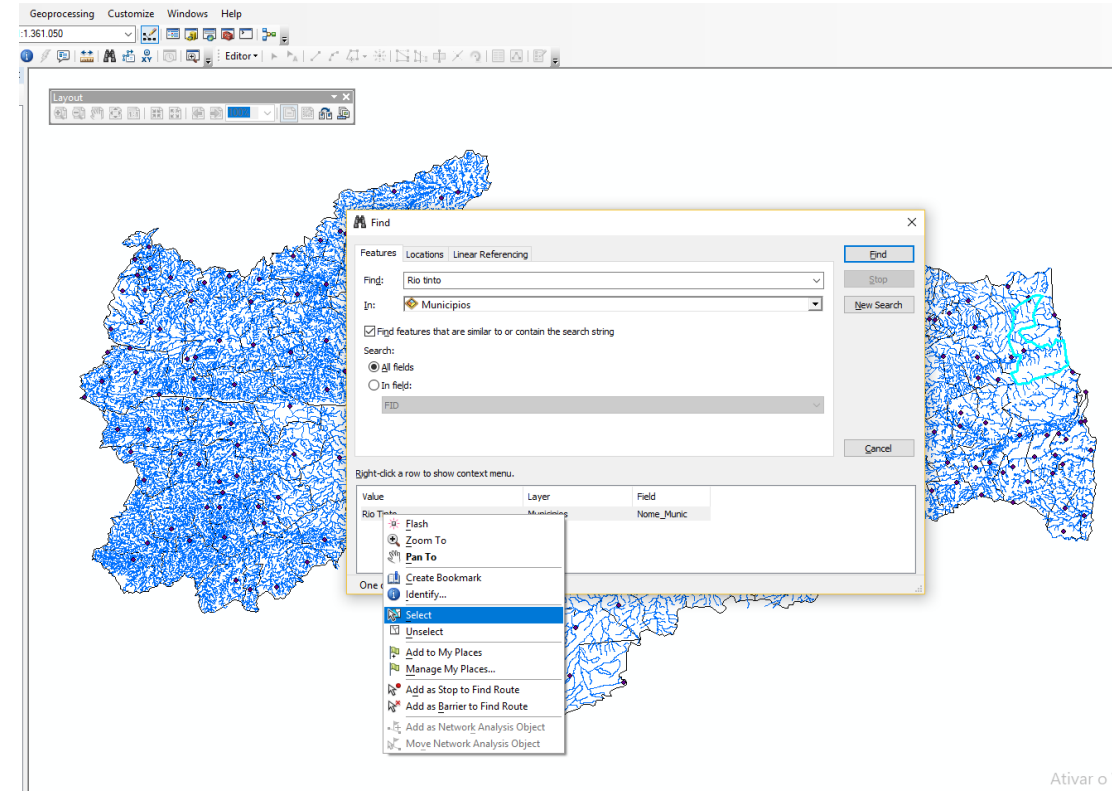 Geoprocessing Customize Windows Help
:1.361.050
Editor
Layout
Find
Features Locations Linear Referencing
Find
Find: Rio tinto
Stop
In: Municipios
New Search
Find features that are similar to or contain the search string
Search:
All fields
In field:
FID
Cancel
Right-click a row to show context menu.
Value Layer Field
Rio Tinto Municipios Nome_Munic
Flash
Zoom To
Pan To
Create Bookmark
One
Identify...
Select
Unselect
Add to My Places
Manage My Places...
Add as Stop to Find Route
Add as Barrier to Find Route
Add as Network Analysis Object
Move Network Analysis Object
Ativar o